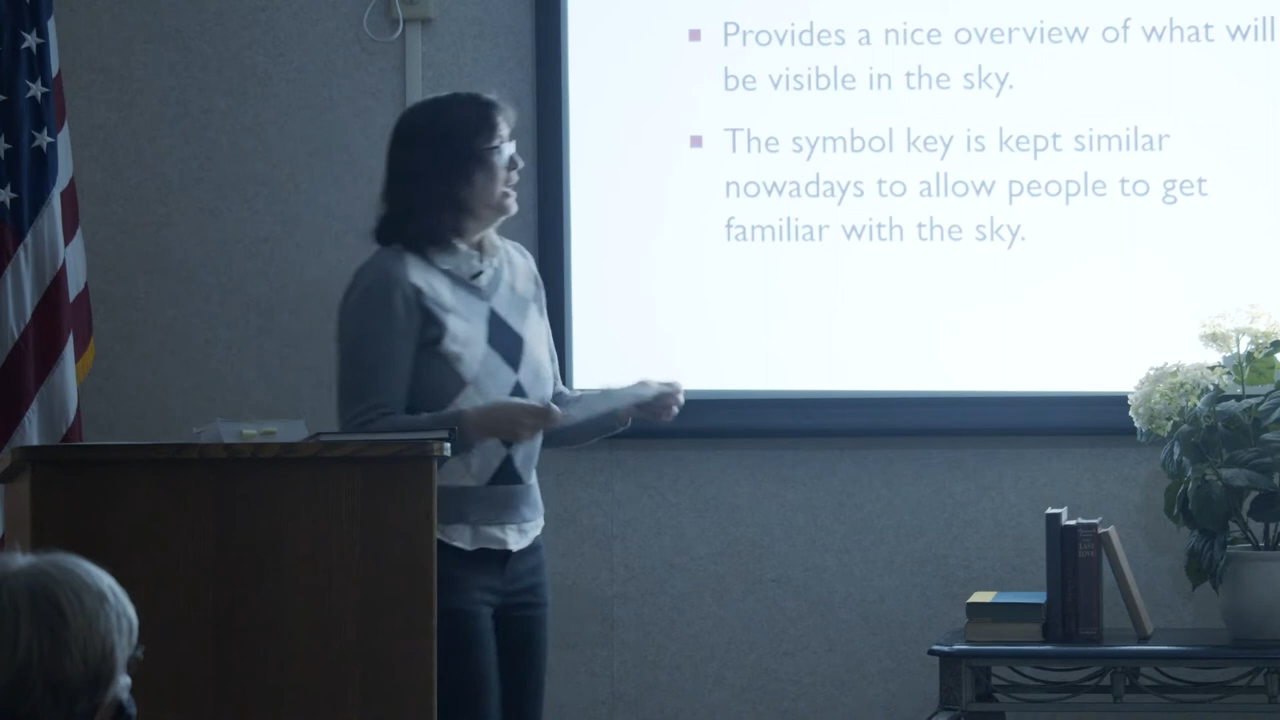 Provides a nice overview of what will
be visible in the sky.
The symbol key is kept similar
nowadays to allow people to get
familiar with the sky.